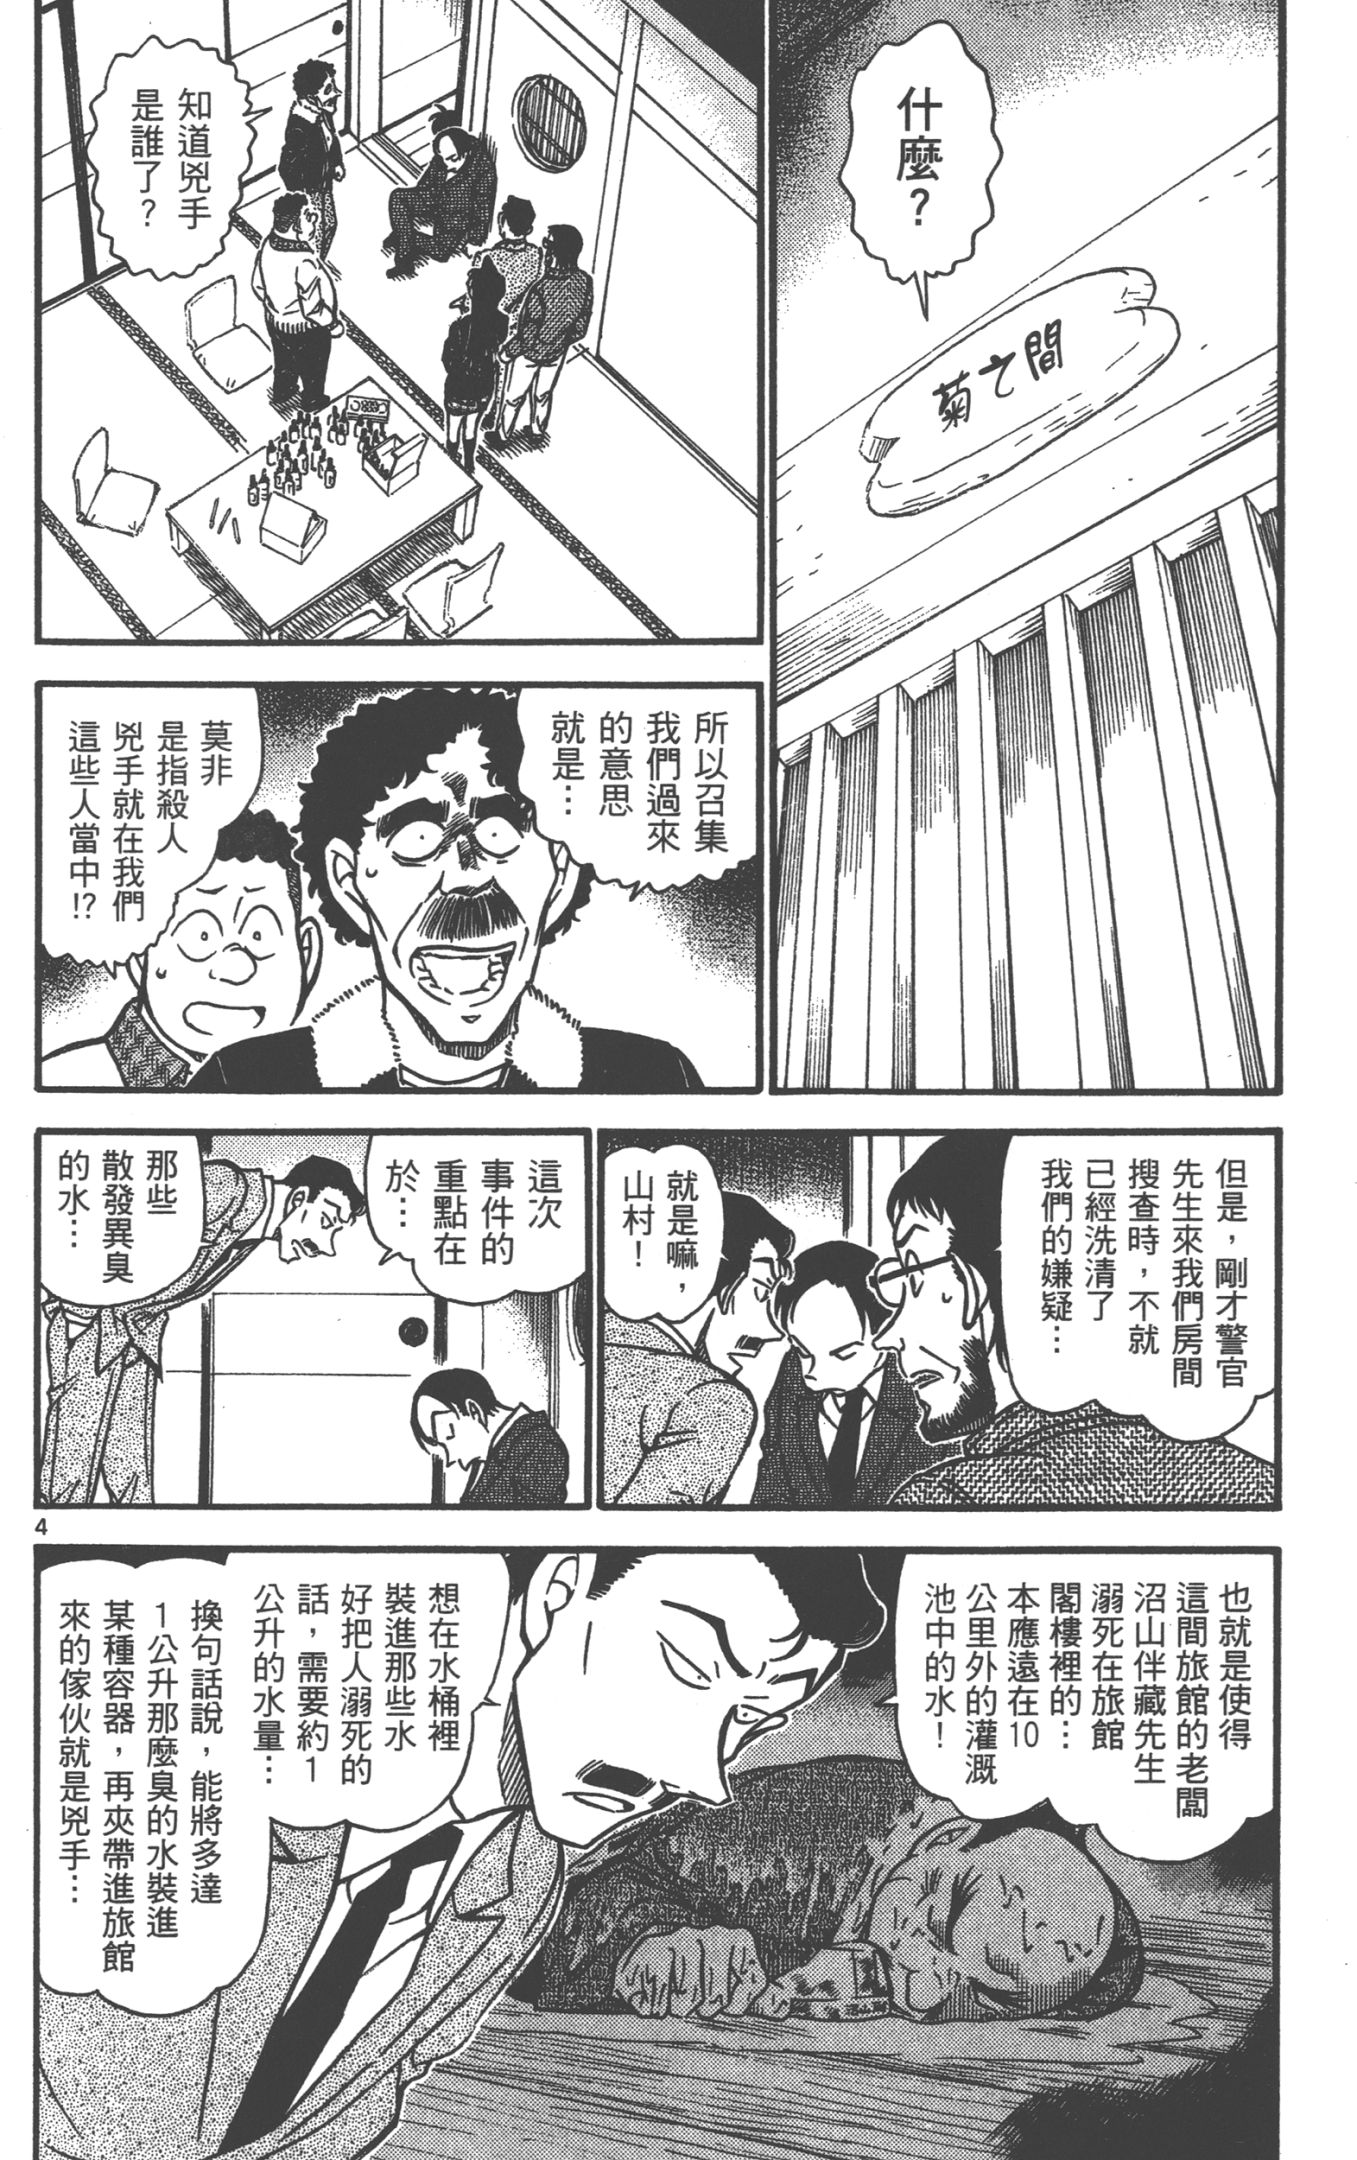 什麼？
菊之間
知道兇手
是誰了？
所以召集
我們過來
的意思
就是…
莫非
是指殺人
兇手就在我們
這些人當中!?
但是，剛才警官
先生來我們房間
搜查時，不就
已經洗清了
我們的嫌疑…
就是嘛，
山村！
這次
事件的
重點在
於…
那些
散發異臭
的水…
4
也就是使得
這間旅館的老闆
沼山伴藏先生
溺死在旅館
閣樓裡的…
本應遠在10
公里外的灌溉
池中的水！
想在水桶裡
裝進那些水
好把人溺死的
話，需要約1
公升的水量…
換句話說，能將多達
1公升那麼臭的水裝進
某種容器，再夾帶進旅館
來的傢伙就是兇手…